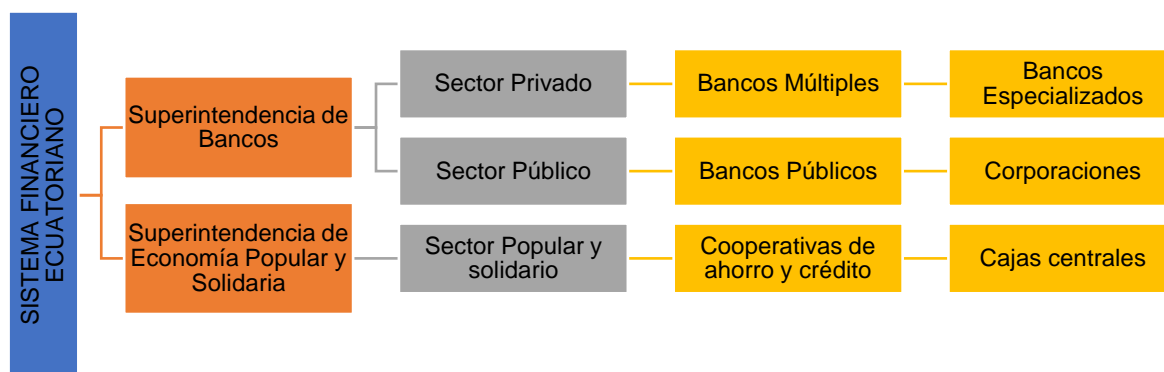 SISTEMA FINANCIERO
ECUATORIANO
Superintendencia de
Bancos
Sector Privado
Bancos Múltiples
Bancos
Especializados
Sector Público
Bancos Públicos
Corporaciones
Superintendencia de
Economía Popular y
Solidaria
Sector Popular y
solidario
Cooperativas de
ahorro y crédito
Cajas centrales